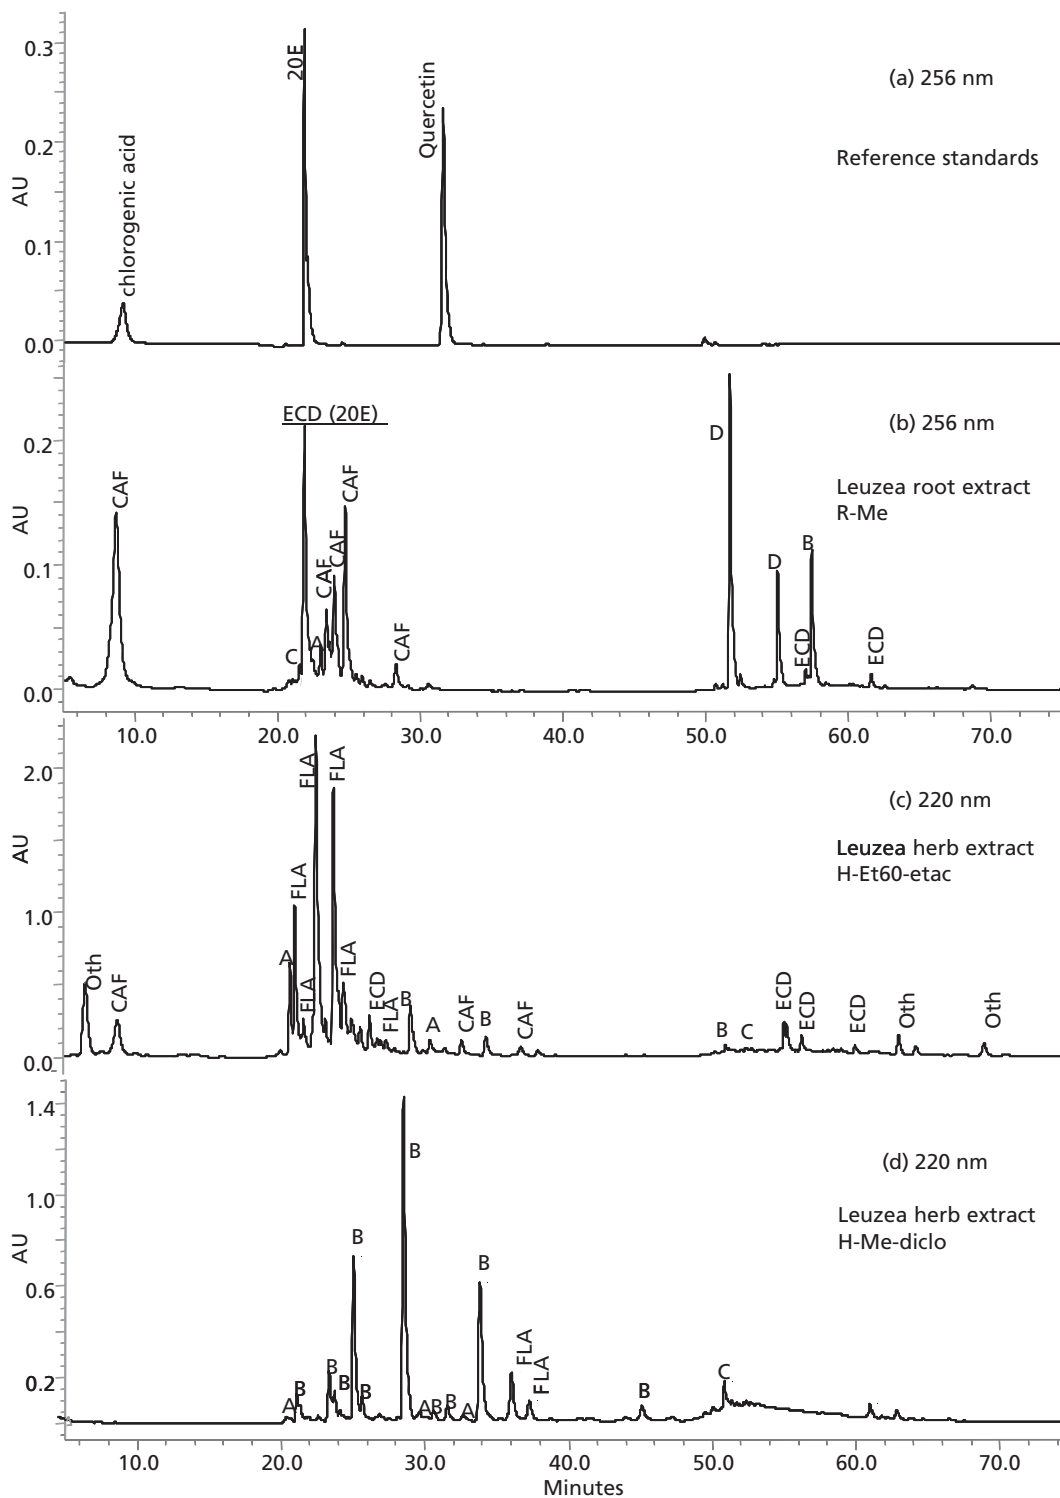 0.3
20E
Quercetin
(a) 256 nm
0.2
chlorogenic acid
Reference standards
AU
0.1
0.0
ECD (20E)
(b) 256 nm
0.2
D
CAF
CAF
Leuzea root extract
R-Me
AU
CAF
CAF
B
0.1
D
C
A
CAF
ECD
ECD
0.0
10.0 20.0 30.0 40.0 50.0 60.0 70.0
2.0
FLA
FLA
(c) 220 nm
AU
Leuzea herb extract
H-Et60-etac
FLA
1.0
Oth
A
FLA
CAF
FLA
ECD
FLA
B
A
CAF
B
CAF
B
C
ECD
ECD
ECD
Oth
Oth
0.0
1.4
B
(d) 220 nm
1.0
Leuzea herb extract
H-Me-diclo
AU
B
B
0.6
FLA
FLA
0.2
A
B
B
B
B
A
B
B
A
B
C
10.0 20.0 30.0 40.0 50.0 60.0 70.0
Minutes